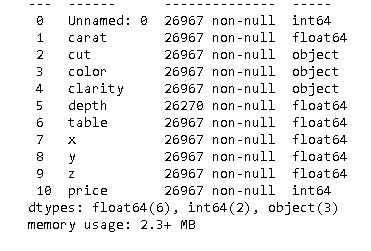 ---  ------      --------------  -----
0   Unnamed: 0  26967 non-null  int64
1   carat       26967 non-null  float64
2   cut         26967 non-null  object
3   color       26967 non-null  object
4   clarity     26967 non-null  object
5   depth       26270 non-null  float64
6   table       26967 non-null  float64
7   x           26967 non-null  float64
8   y           26967 non-null  float64
9   z           26967 non-null  float64
10  price       26967 non-null  int64
dtypes: float64(6), int64(2), object(3)
memory usage: 2.3+ MB